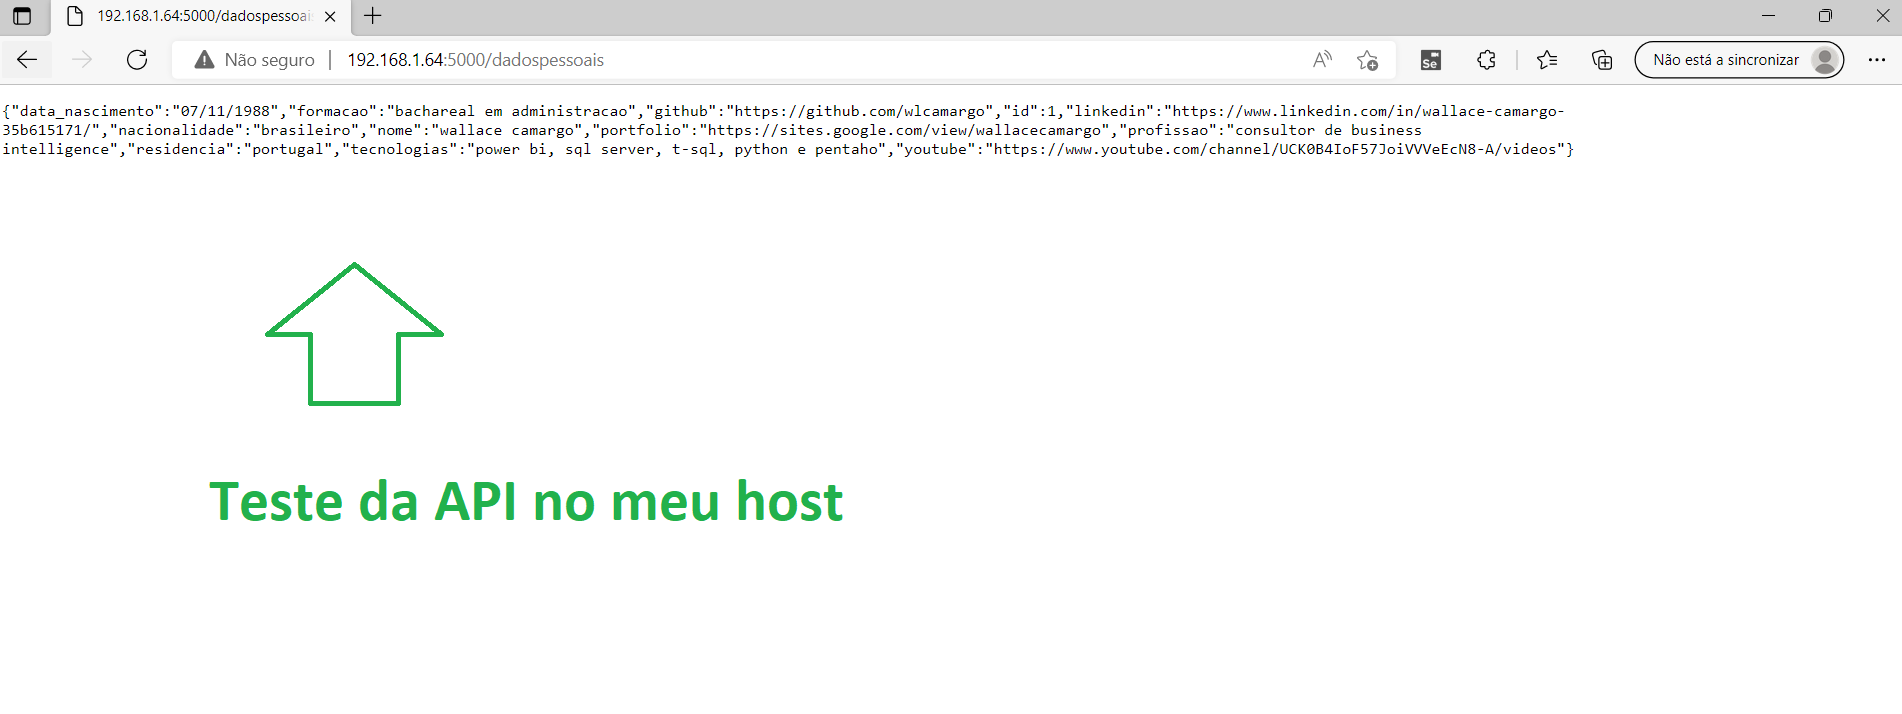 192.168.1.64:5000/dadospessoais
Não seguro | 192.168.1.64:5000/dadospessoais
Não está a sincronizar
{"data_nascimento":"07/11/1988","formacao":"bachareal em administracao","github":"https://github.com/wlcamargo","id":1,"linkedin":"https://www.linkedin.com/in/wallace-camargo-
35b615171/","nacionalidade":"brasileiro","nome":"wallace camargo","portfolio":"https://sites.google.com/view/wallacecamargo","profissao":"consultor de business
intelligence","residencia":"portugal","tecnologias":"power bi, sql server, t-sql, python e pentaho","youtube":"https://www.youtube.com/channel/UCK0B4IoF57JoiVVVeEcN8-A/videos"}
Teste da API no meu host